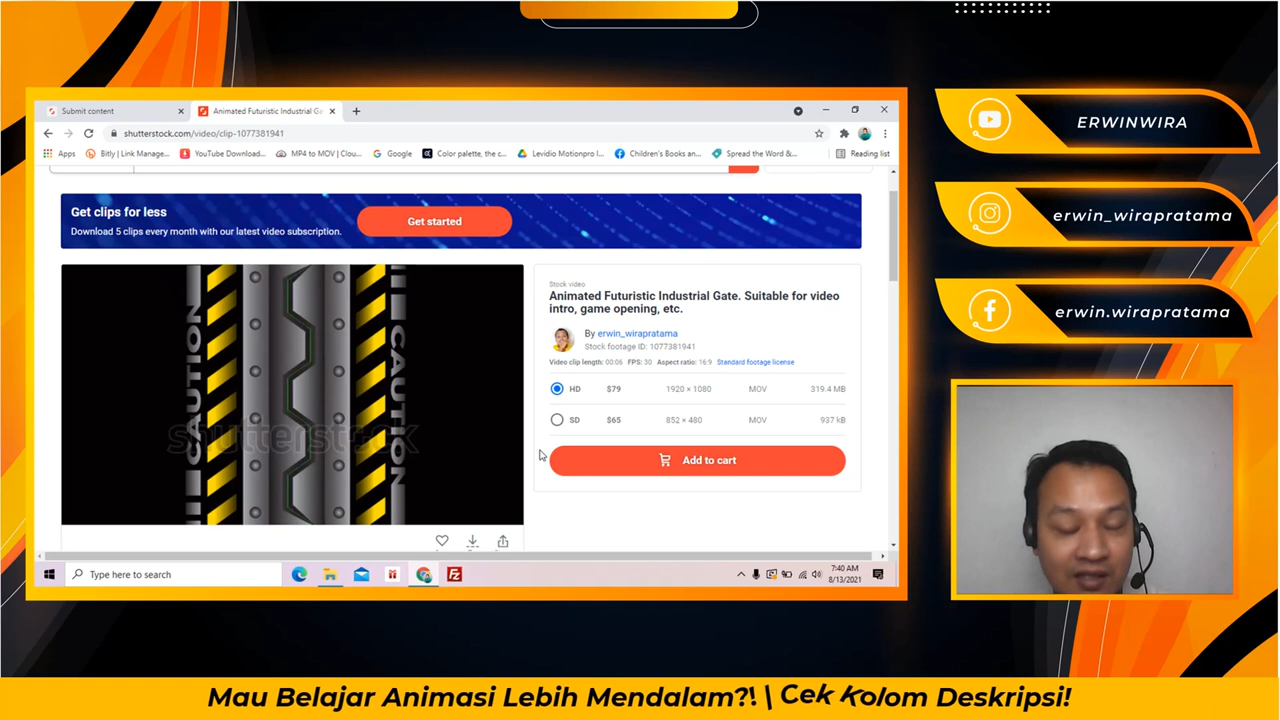 Submit content
Animated Futuristic Industrial Ga
shutterstock.com/video/clip-1077381941
Apps
Bitly | Link Manage...
YouTube Download...
MP4 to MOV | Clou...
Google
Color palette, the c...
Levidio Motionpro I...
Children's Books an...
Spread the Word &...
Reading list
Get clips for less
Download 5 clips every month with our latest video subscription.
Get started
CAUTION
CAUTION
shutterstock
Stock video
Animated Futuristic Industrial Gate. Suitable for video
intro, game opening, etc.
By erwin_wirapratama
Stock footage ID: 1077381941
Video clip length: 00:06 FPS: 30 Aspect ratio: 16:9 Standard footage license
HD $79 1920 × 1080 MOV 319.4 MB
SD $65 852 × 480 MOV 937 kB
Add to cart
Type here to search
7:40 AM
8/13/2021
ERWINWIRA
erwin_wirapratama
erwin.wirapratama
Mau Belajar Animasi Lebih Mendalam?! | Cek Kolom Deskripsi!